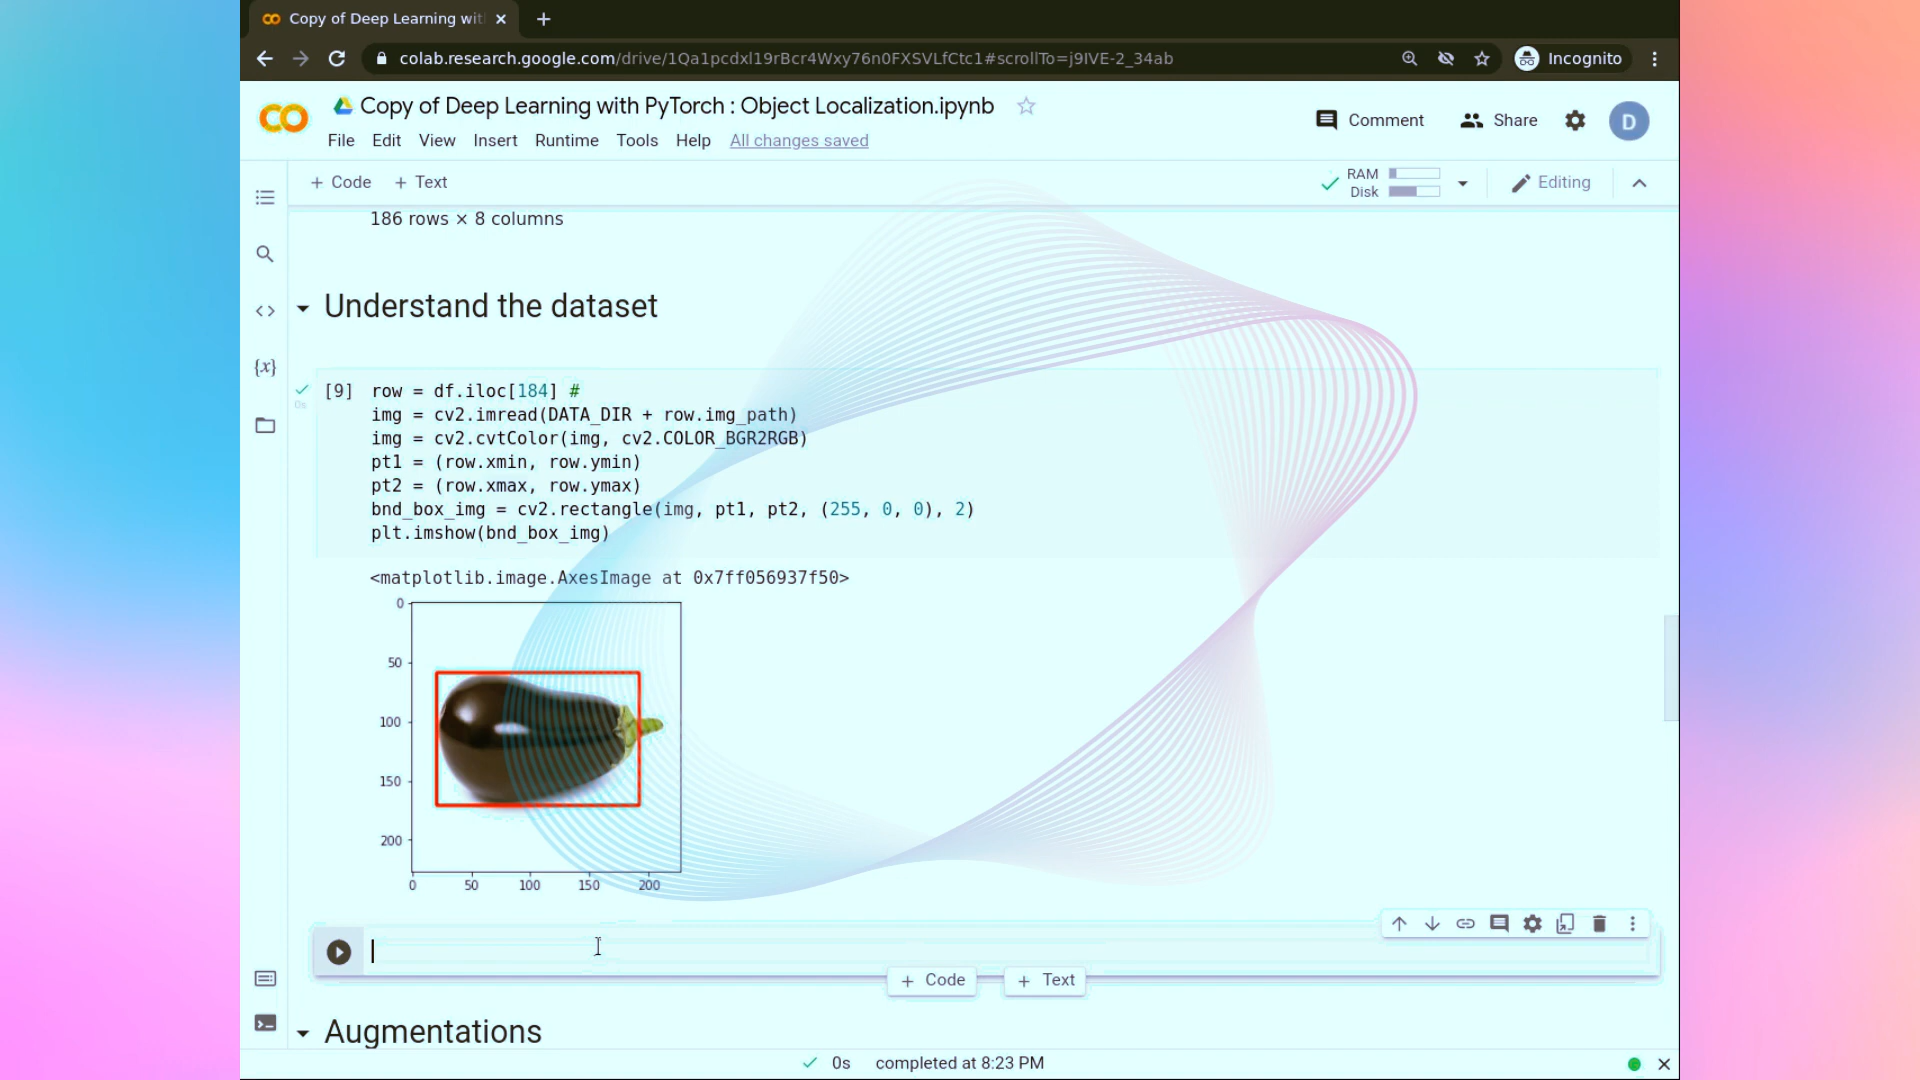 Copy of Deep Learning wit
colab.research.google.com/drive/1Qa1pcdxl19rBcr4Wxy76n0FXSVLfCtc1#scrollTo=j9IVE-2_34ab
Incognito
CO
Copy of Deep Learning with PyTorch : Object Localization.ipynb
Comment
Share
D
File Edit View Insert Runtime Tools Help All changes saved
+ Code + Text
RAM
Disk
Editing
186 rows × 8 columns
Understand the dataset
[9] row = df.iloc[184] #
0s
img = cv2.imread(DATA_DIR + row.img_path)
img = cv2.cvtColor(img, cv2.COLOR_BGR2RGB)
pt1 = (row.xmin, row.ymin)
pt2 = (row.xmax, row.ymax)
bnd_box_img = cv2.rectangle(img, pt1, pt2, (255, 0, 0), 2)
plt.imshow(bnd_box_img)
<matplotlib.image.AxesImage at 0x7ff056937f50>
0
50
100
150
200
0 50 100 150 200
+ Code + Text
Augmentations
0s completed at 8:23 PM